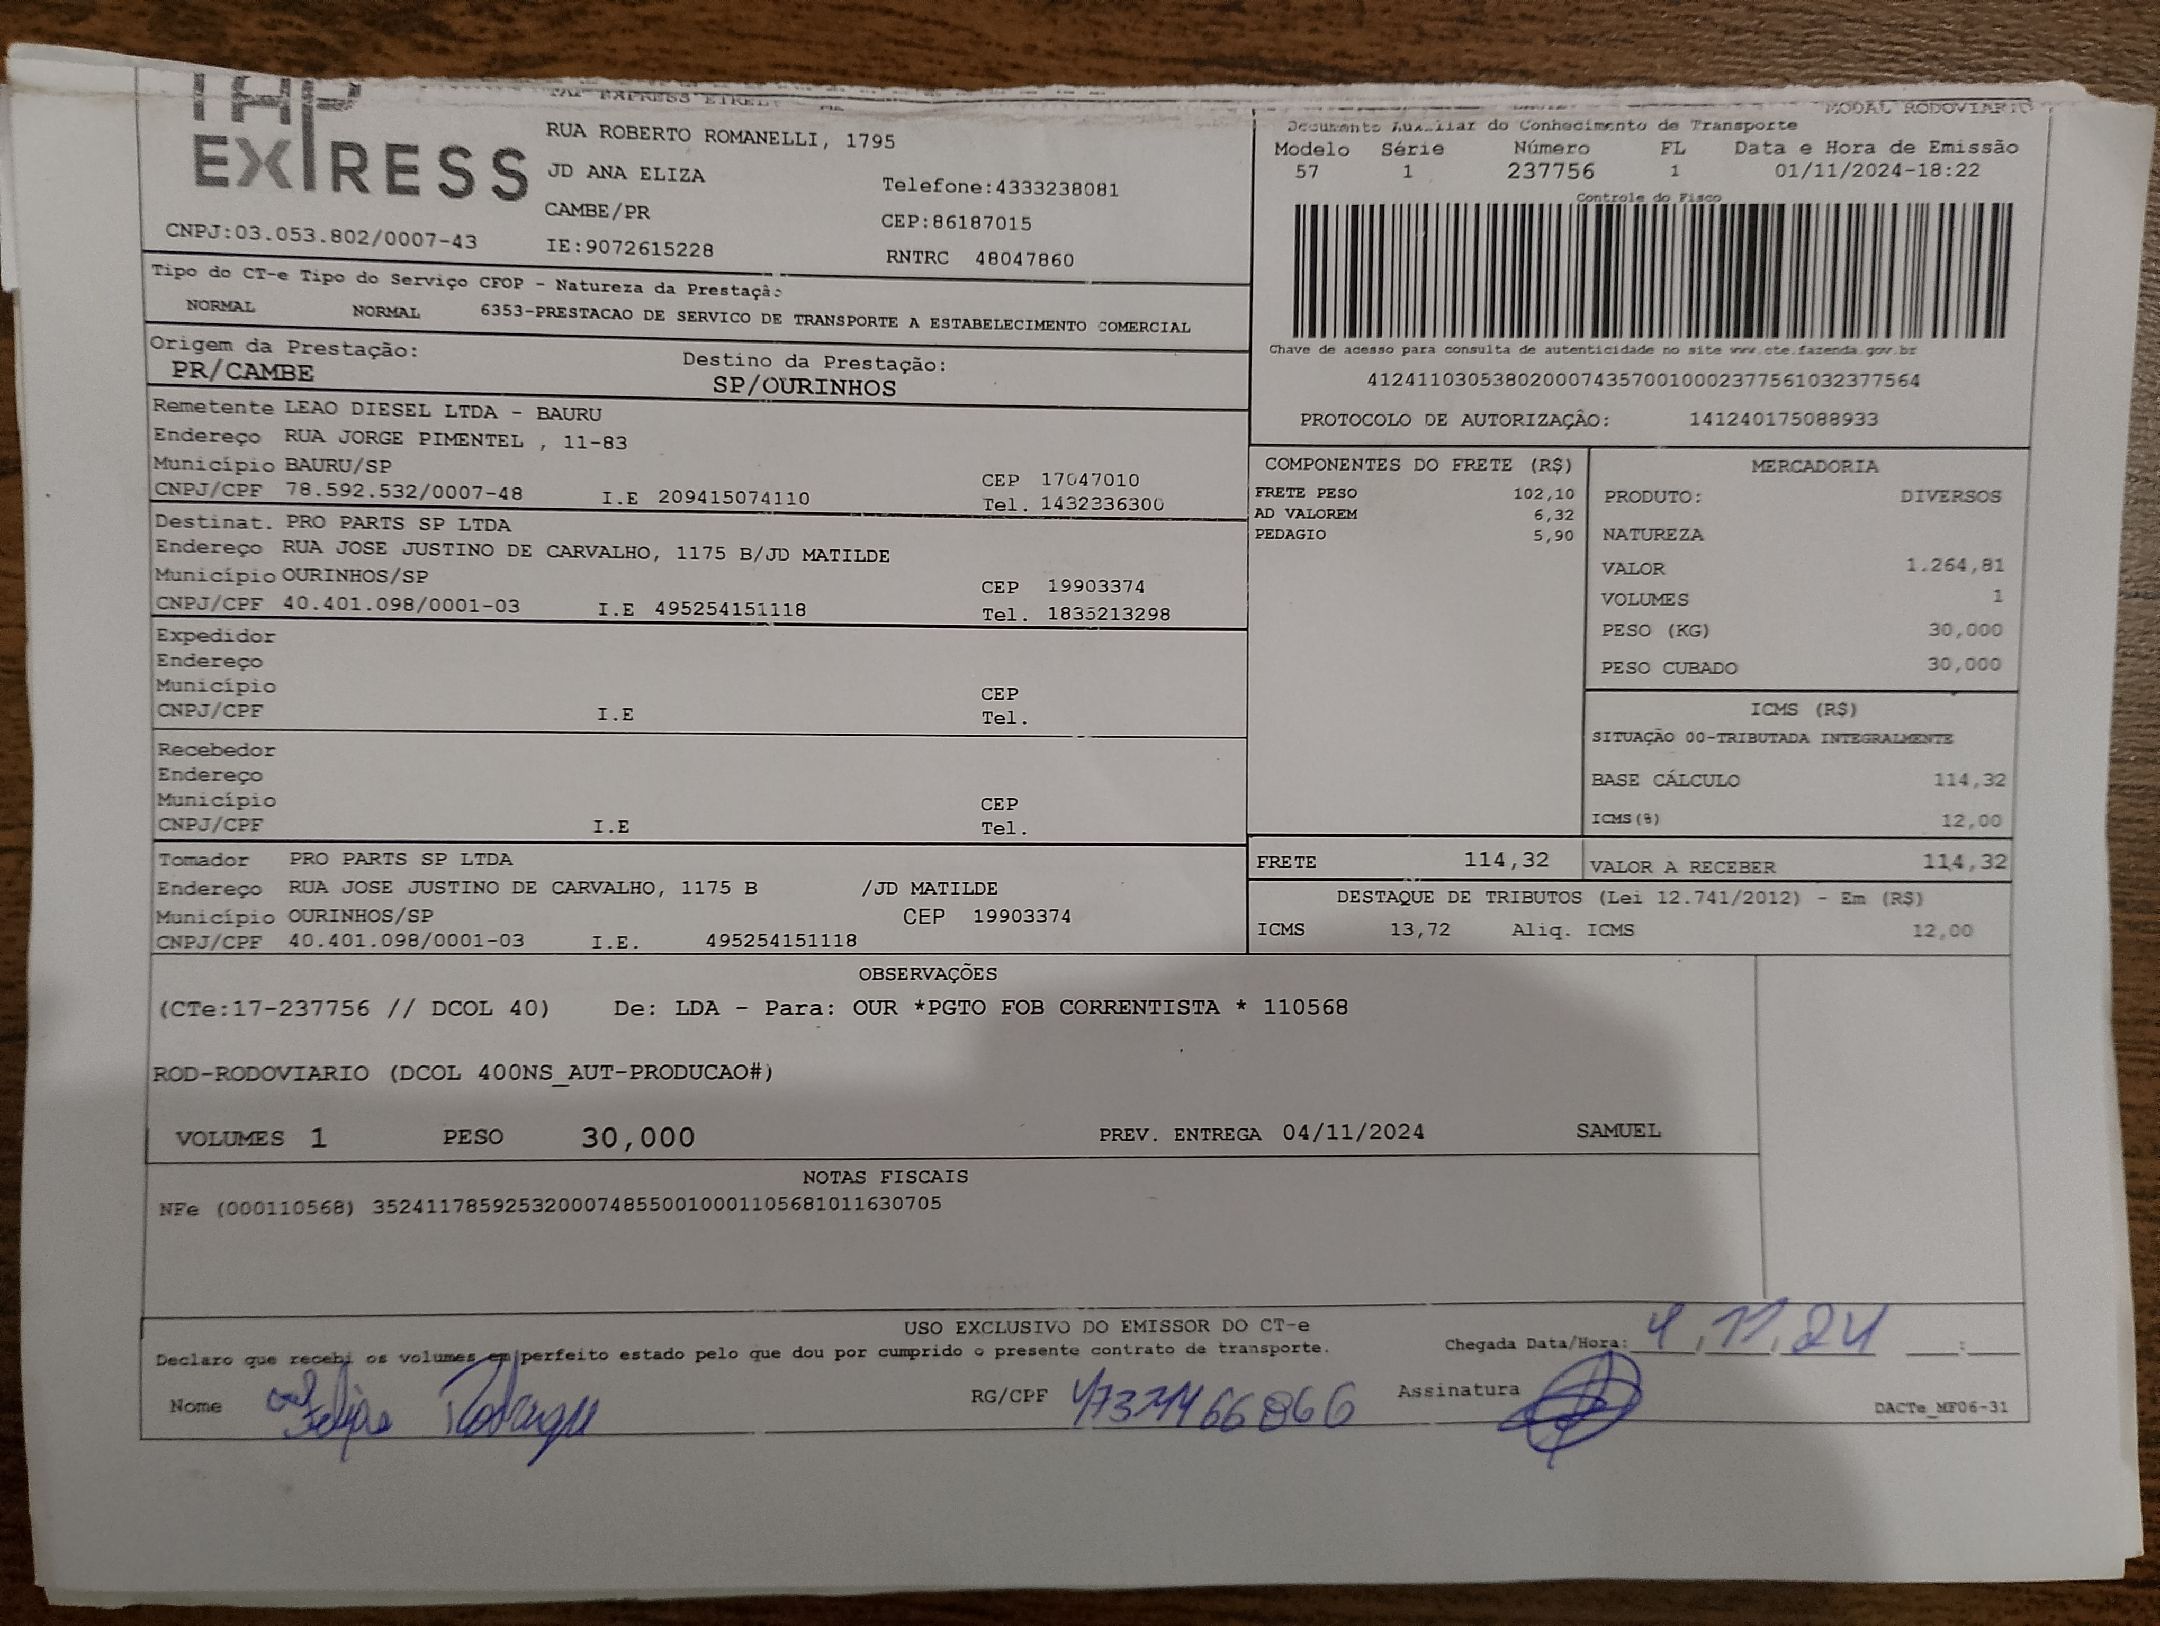 TAP
EXPRESS
TAP EXPRESS EIRELI ME
RUA ROBERTO ROMANELLI, 1795
JD ANA ELIZA
Telefone:4333238081
CAMBE/PR
CEP:86187015
CNPJ:03.053.802/0007-43
IE:9072615228
RNTRC 48047860
MODAL RODOVIARIO
Documento Auxiliar do Conhecimento de Transporte
Modelo Série Número FL Data e Hora de Emissão
57 1 237756 1 01/11/2024-18:22
Controle do Fisco
Chave de acesso para consulta de autenticidade no site www.cte.fazenda.gov.br
41241103053802000743570010002377561032377564
PROTOCOLO DE AUTORIZAÇÃO: 141240175088933
Tipo do CT-e Tipo do Serviço CFOP - Natureza da Prestação
NORMAL NORMAL 6353-PRESTACAO DE SERVICO DE TRANSPORTE A ESTABELECIMENTO COMERCIAL
Origem da Prestação: Destino da Prestação:
PR/CAMBE SP/OURINHOS
Remetente LEAO DIESEL LTDA - BAURU
Endereço RUA JORGE PIMENTEL , 11-83
Município BAURU/SP CEP 17047010
CNPJ/CPF 78.592.532/0007-48 I.E 209415074110 Tel. 1432336300
Destinat. PRO PARTS SP LTDA
Endereço RUA JOSE JUSTINO DE CARVALHO, 1175 B/JD MATILDE
Município OURINHOS/SP CEP 19903374
CNPJ/CPF 40.401.098/0001-03 I.E 495254151118 Tel. 1835213298
Expedidor
Endereço
Município CEP
CNPJ/CPF I.E Tel.
Recebedor
Endereço
Município CEP
CNPJ/CPF I.E Tel.
Tomador PRO PARTS SP LTDA
Endereço RUA JOSE JUSTINO DE CARVALHO, 1175 B /JD MATILDE
Município OURINHOS/SP CEP 19903374
CNPJ/CPF 40.401.098/0001-03 I.E. 495254151118
COMPONENTES DO FRETE (R$)
FRETE PESO 102,10
AD VALOREM 6,32
PEDAGIO 5,90
MERCADORIA
PRODUTO: DIVERSOS
NATUREZA
VALOR 1.264,81
VOLUMES 1
PESO (KG) 30,000
PESO CUBADO 30,000
ICMS (R$)
SITUAÇÃO 00-TRIBUTADA INTEGRALMENTE
BASE CÁLCULO 114,32
ICMS(%) 12,00
FRETE 114,32 VALOR A RECEBER 114,32
DESTAQUE DE TRIBUTOS (Lei 12.741/2012) - Em (R$)
ICMS 13,72 Aliq. ICMS 12,00
OBSERVAÇÕES
(CTe:17-237756 // DCOL 40) De: LDA - Para: OUR *PGTO FOB CORRENTISTA * 110568
ROD-RODOVIARIO (DCOL 400NS_AUT-PRODUCAO#)
VOLUMES 1 PESO 30,000 PREV. ENTREGA 04/11/2024 SAMUEL
NOTAS FISCAIS
NFe (000110568) 35241178592532000748550010001105681011630705
USO EXCLUSIVO DO EMISSOR DO CT-e
Declaro que recebi os volumes em perfeito estado pelo que dou por cumprido o presente contrato de transporte.
Chegada Data/Hora: 4,11,24 :
Nome Felipe RG/CPF Assinatura
DACTe_MF06-31